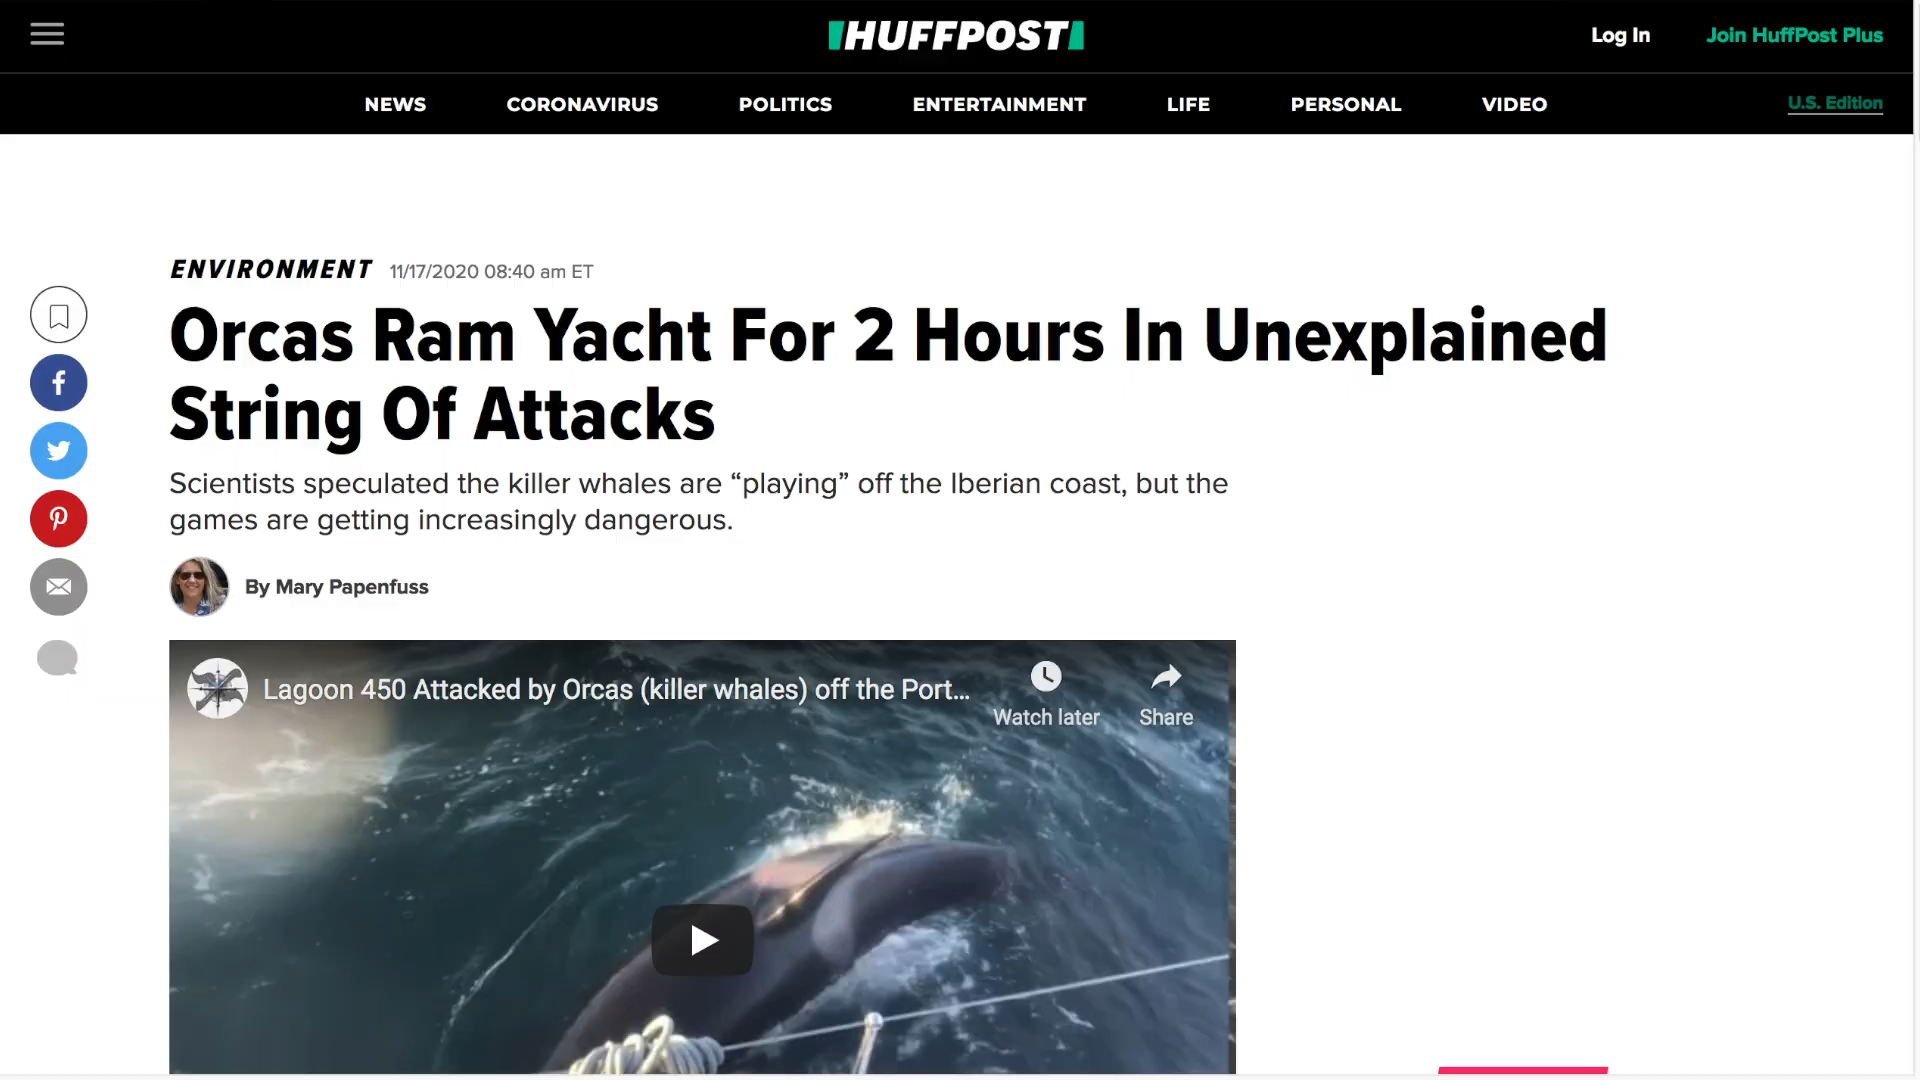 HUFFPOST
Log In
Join HuffPost Plus
NEWS
CORONAVIRUS
POLITICS
ENTERTAINMENT
LIFE
PERSONAL
VIDEO
U.S. Edition
ENVIRONMENT 11/17/2020 08:40 am ET
Orcas Ram Yacht For 2 Hours In Unexplained
String Of Attacks
Scientists speculated the killer whales are “playing” off the Iberian coast, but the
games are getting increasingly dangerous.
By Mary Papenfuss
Lagoon 450 Attacked by Orcas (killer whales) off the Port...
Watch later
Share